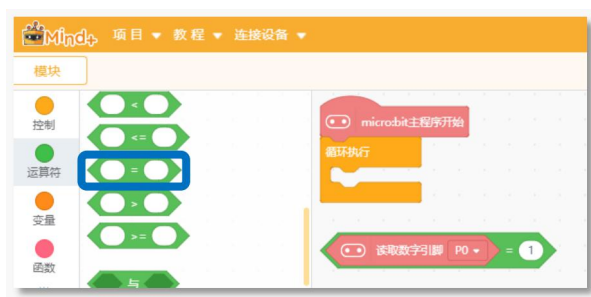 Mind+ 项目 教程 连接设备
模块
控制
运算符
变量
函数
<
<=
=
>
>=
与
micro:bit主程序开始
循环执行
读取数字引脚 P0 = 1